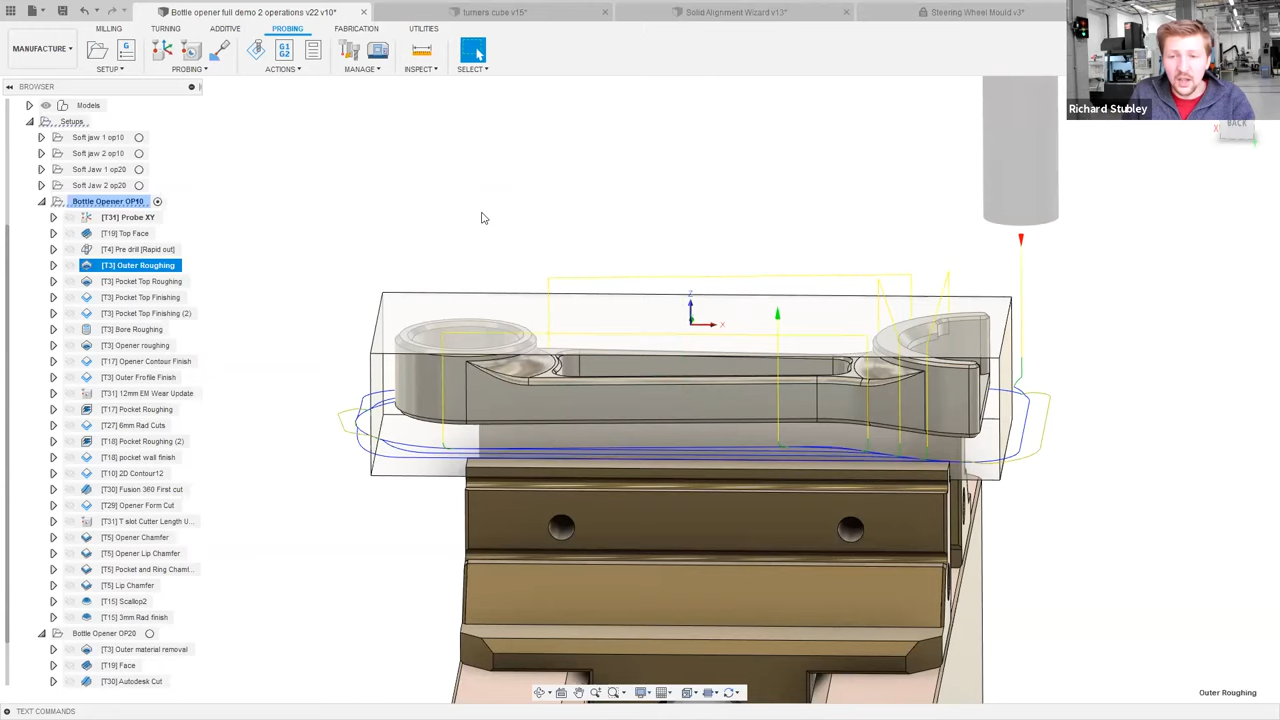 Bottle opener full demo 2 operations v22 v10*
turners cube v15*
Solid Alignment Wizard v13*
Steering Wheel Mould v3*
MILLING
TURNING
ADDITIVE
PROBING
FABRICATION
UTILITIES
MANUFACTURE
G1
G2
SETUP
PROBING
ACTIONS
MANAGE
INSPECT
SELECT
Richard Stubley
BROWSER
BACK
X
Models
Setups
Soft jaw 1 op10
Soft jaw 2 op10
Soft Jaw 1 op20
Soft Jaw 2 op20
Bottle Opener OP10
[T31] Probe XY
[T19] Top Face
[T4] Pre drill [Rapid out]
[T3] Outer Roughing
[T3] Pocket Top Roughing
[T3] Pocket Top Finishing
[T3] Pocket Top Finishing (2)
[T3] Bore Roughing
[T3] Opener roughing
[T17] Opener Contour Finish
[T3] Outer Frofile Finish
[T31] 12mm EM Wear Update
[T17] Pocket Roughing
[T27] 6mm Rad Cuts
[T18] Pocket Roughing (2)
[T18] pocket wall finish
[T10] 2D Contour12
[T30] Fusion 360 First cut
[T29] Opener Form Cut
[T31] T slot Cutter Length U...
[T5] Opener Chamfer
[T5] Opener Lip Chamfer
[T5] Pocket and Ring Chamf...
[T5] Lip Chamfer
[T15] Scallop2
[T15] 3mm Rad finish
Bottle Opener OP20
[T3] Outer material removal
[T19] Face
[T30] Autodesk Cut
Z
X
Outer Roughing
TEXT COMMANDS